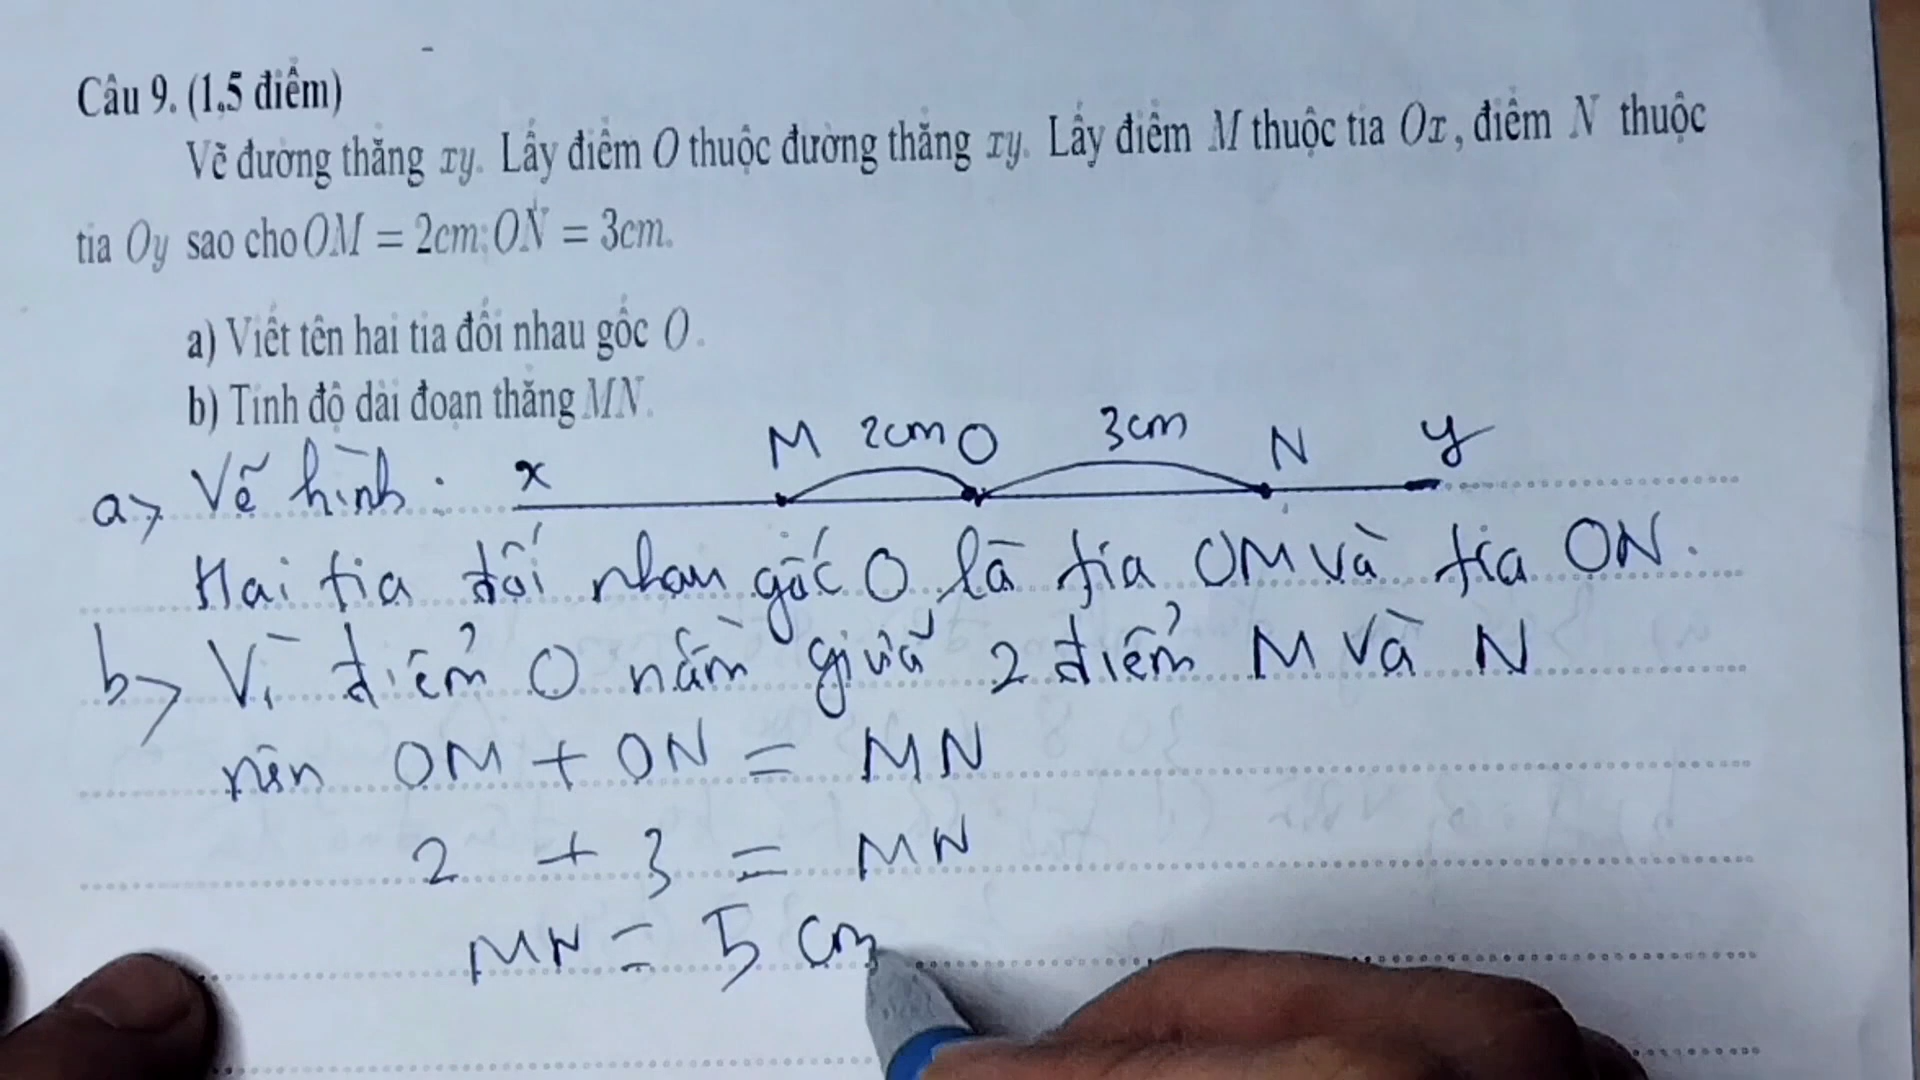 Câu 9. (1,5 điểm)
Vẽ đường thẳng xy. Lấy điểm O thuộc đường thẳng xy. Lấy điểm M thuộc tia Ox, điểm N thuộc
tia Oy sao cho OM = 2cm; ON = 3cm.
a) Viết tên hai tia đối nhau gốc O.
b) Tính độ dài đoạn thẳng MN.
a> Vẽ hình: x M 2cm O 3cm N y
Hai tia đối nhau gốc O là tia OM và tia ON.
b> Vì điểm O nằm giữa 2 điểm M và N
nên OM + ON = MN
2 + 3 = MN
MN = 5 cm